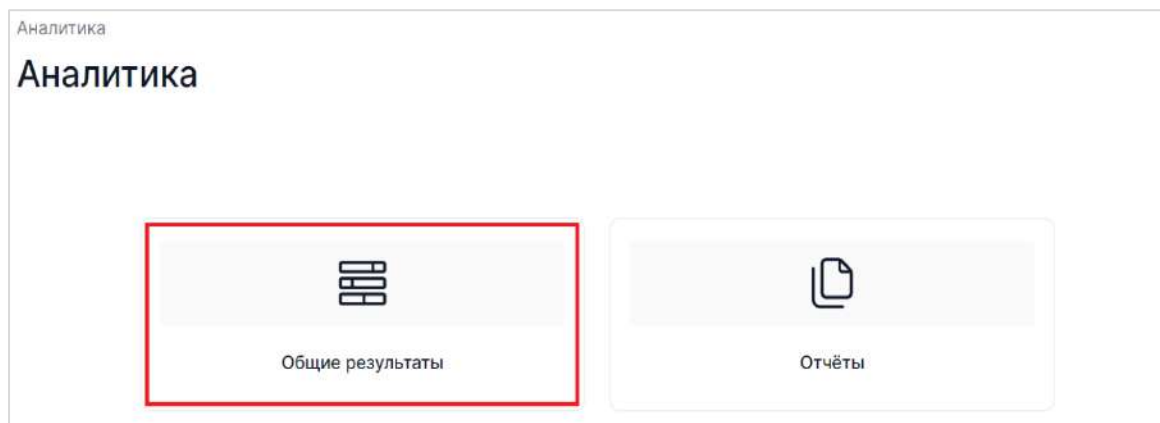 Аналитика
Аналитика
Общие результаты
Отчёты